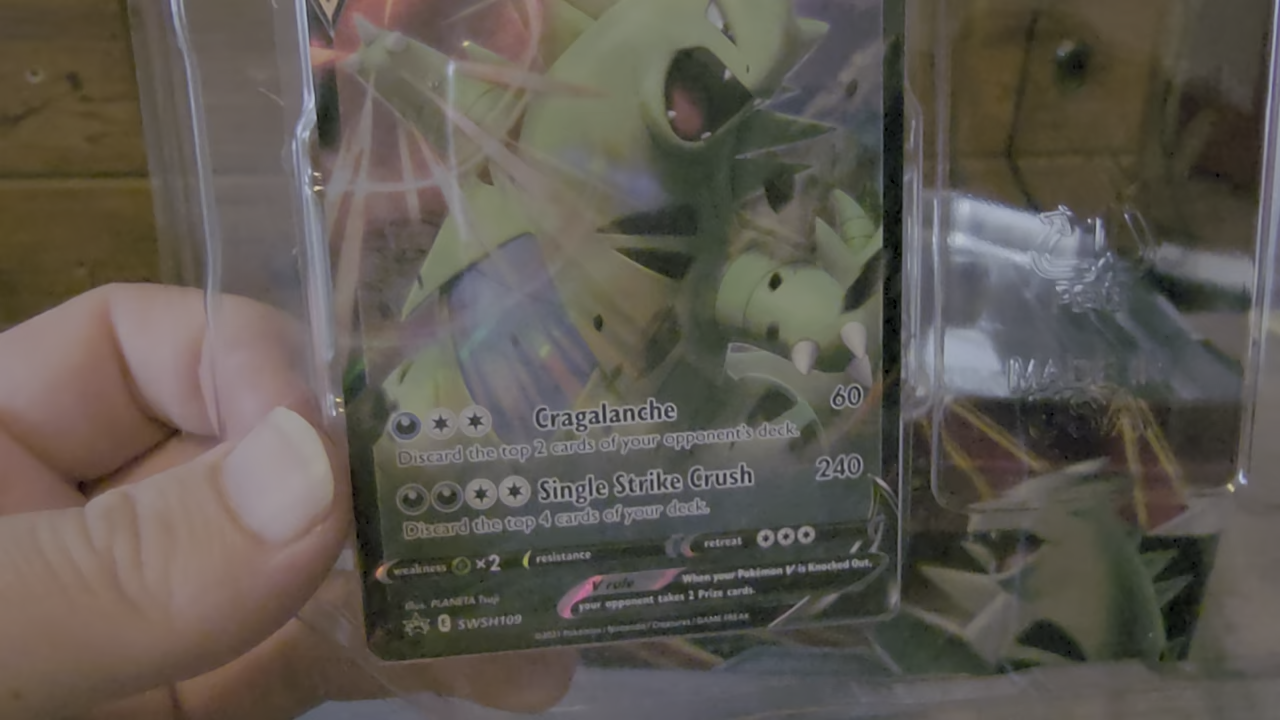 Cragalanche 60
Discard the top 2 cards of your opponent's deck.
Single Strike Crush 240
Discard the top 4 cards of your deck.
weakness ×2 resistance retreat
V rule When your Pokémon V is Knocked Out,
your opponent takes 2 Prize cards.
Illus. PLANETA Tsuji
E SWSH109
©2021 Pokémon / Nintendo / Creatures / GAME FREAK